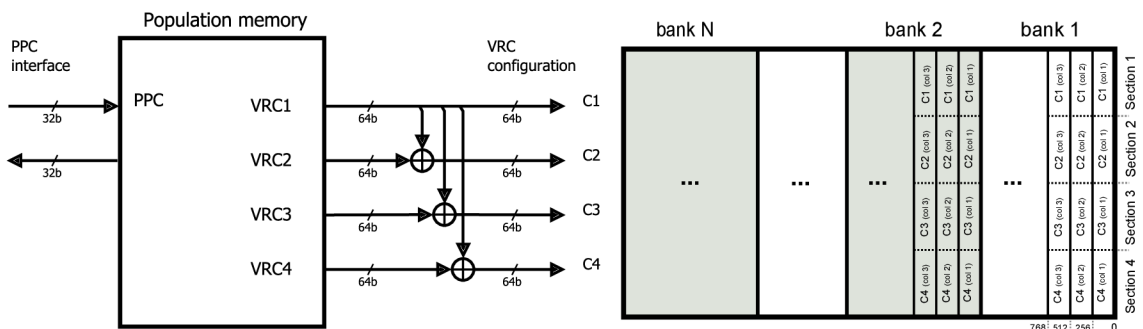 Population memory
PPC
interface
VRC
configuration
PPC
32b
32b
VRC1
64b
64b
C1
VRC2
64b
64b
C2
VRC3
64b
64b
C3
VRC4
64b
64b
C4
bank N
bank 2
bank 1
...
...
...
...
C1 (col 3)
C1 (col 2)
C1 (col 1)
C1 (col 3)
C1 (col 2)
C1 (col 1)
Section 1
C2 (col 3)
C2 (col 2)
C2 (col 1)
C2 (col 3)
C2 (col 2)
C2 (col 1)
Section 2
C3 (col 3)
C3 (col 2)
C3 (col 1)
C3 (col 3)
C3 (col 2)
C3 (col 1)
Section 3
C4 (col 3)
C4 (col 2)
C4 (col 1)
C4 (col 3)
C4 (col 2)
C4 (col 1)
Section 4
768 512 256 0